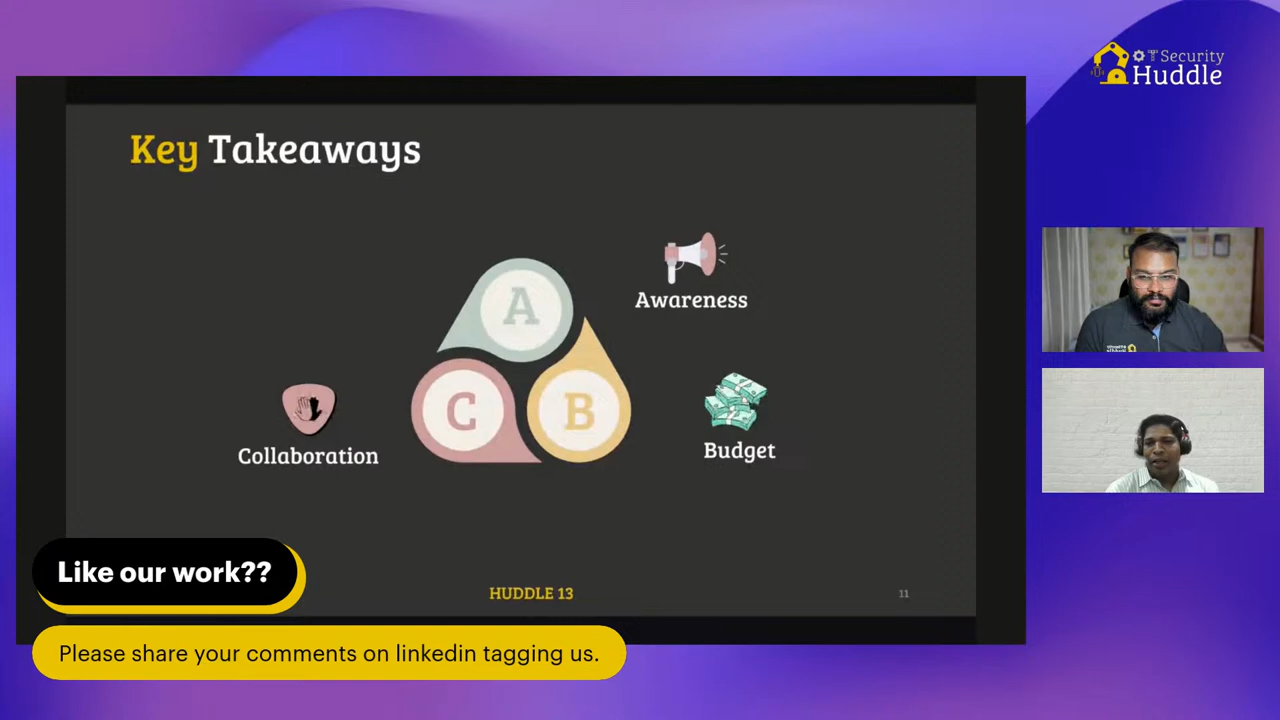 OT Security
Huddle
Key Takeaways
A
Awareness
C
B
Collaboration
Budget
Like our work??
HUDDLE 13
11
Please share your comments on linkedin tagging us.